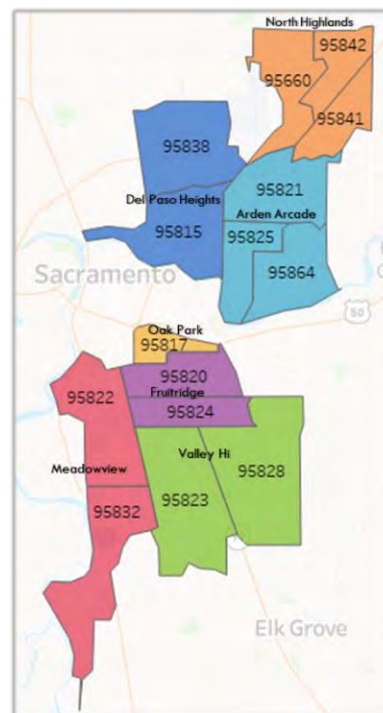 North Highlands
95842
95660
95841
95838
95821
Del Paso Heights
Arden Arcade
95815
95825
95864
Sacramento
50
Oak Park
95817
95820
95822
Fruitridge
95824
Valley Hi
Meadowview
95828
95823
95832
Elk Grove